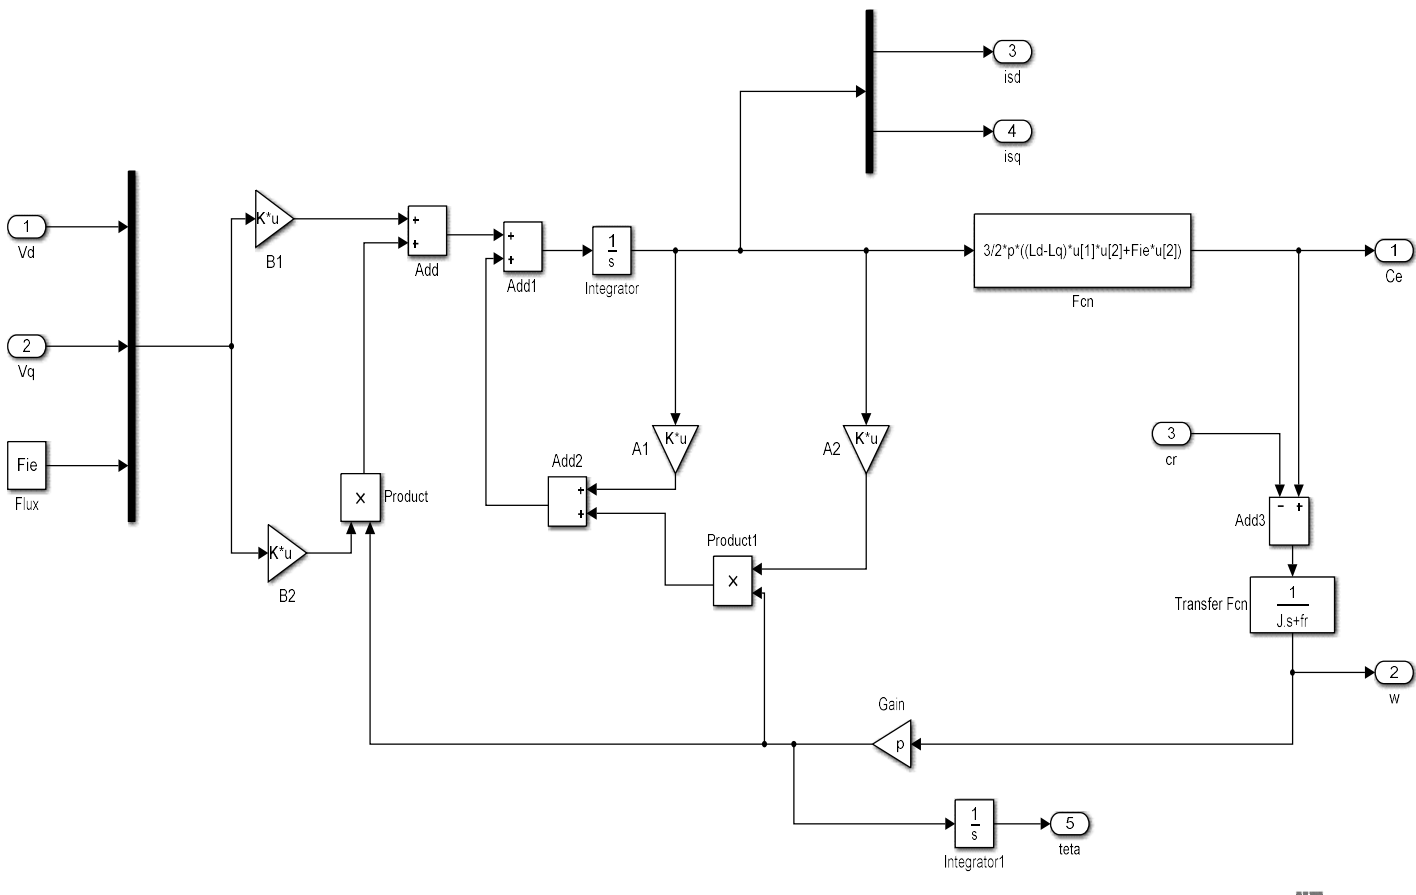 3
isd
4
isq
1
Vd
K*u
B1
+
+
Add
+
+
Add1
1
s
Integrator
3/2*p*((Ld-Lq)*u[1]*u[2]+Fie*u[2])
Fcn
1
Ce
2
Vq
Fie
Flux
A1
K*u
A2
K*u
3
cr
Add2
+
+
×
Product
- +
Add3
K*u
B2
Product1
×
Transfer Fcn
1
J.s+fr
2
w
Gain
p
1
s
Integrator1
5
teta